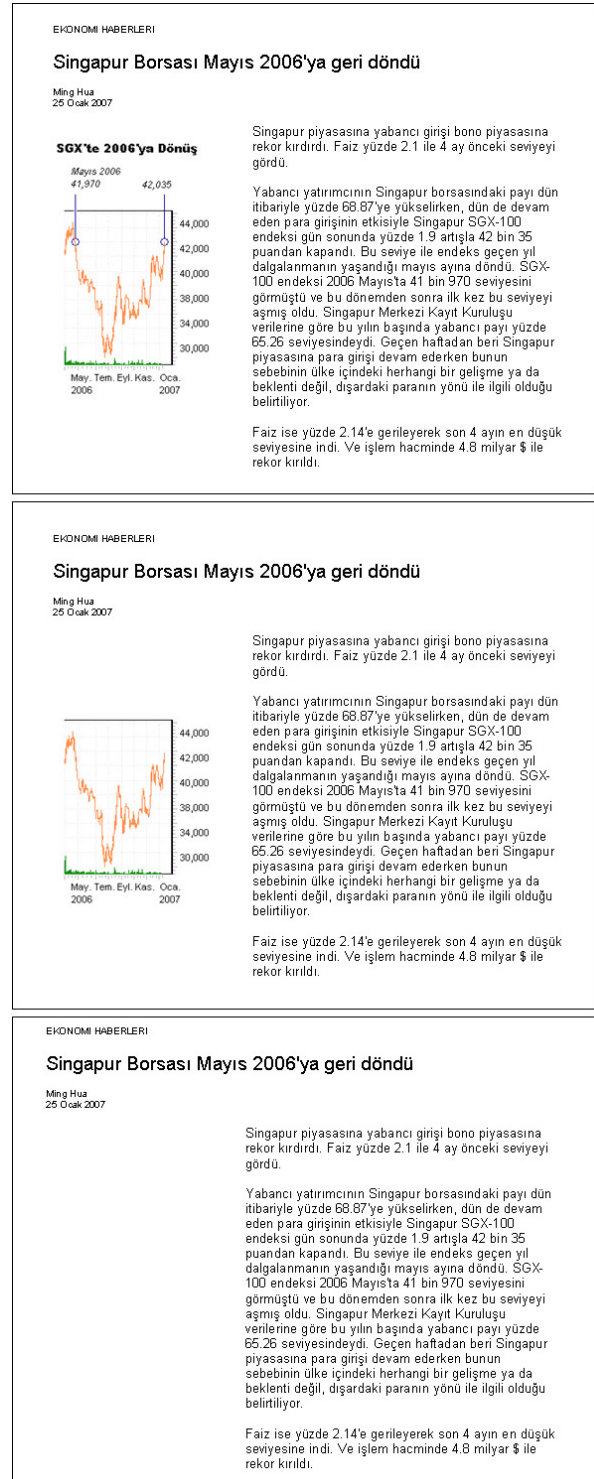 EKONOMI HABERLERI
Singapur Borsası Mayıs 2006'ya geri döndü
Ming Hua
25 Ocak 2007
SGX'te 2006'ya Dönüş
Mayıs 2006
41,970 42,035
44,000
42,000
40,000
38,000
34,000
30,000
May. Tem. Eyl. Kas. Oca.
2006 2007
Singapur piyasasına yabancı girişi bono piyasasına
rekor kırdırdı. Faiz yüzde 2.1 ile 4 ay önceki seviyeyi
gördü.
Yabancı yatırımcının Singapur borsasındaki payı dün
itibariyle yüzde 68.87'ye yükselirken, dün de devam
eden para girişinin etkisiyle Singapur SGX-100
endeksi gün sonunda yüzde 1.9 artışla 42 bin 35
puandan kapandı. Bu seviye ile endeks geçen yıl
dalgalanmanın yaşandığı mayıs ayına döndü. SGX-
100 endeksi 2006 Mayıs'ta 41 bin 970 seviyesini
görmüştü ve bu dönemden sonra ilk kez bu seviyeyi
aşmış oldu. Singapur Merkezi Kayıt Kuruluşu
verilerine göre bu yılın başında yabancı payı yüzde
65.26 seviyesindeydi. Geçen haftadan beri Singapur
piyasasına para girişi devam ederken bunun
sebebinin ülke içindeki herhangi bir gelişme ya da
beklenti değil, dışardaki paranın yönü ile ilgili olduğu
belirtiliyor.
Faiz ise yüzde 2.14'e gerileyerek son 4 ayın en düşük
seviyesine indi. Ve işlem hacminde 4.8 milyar $ ile
rekor kırıldı.
EKONOMI HABERLERI
Singapur Borsası Mayıs 2006'ya geri döndü
Ming Hua
25 Ocak 2007
44,000
42,000
40,000
38,000
34,000
30,000
May. Tem. Eyl. Kas. Oca.
2006 2007
Singapur piyasasına yabancı girişi bono piyasasına
rekor kırdırdı. Faiz yüzde 2.1 ile 4 ay önceki seviyeyi
gördü.
Yabancı yatırımcının Singapur borsasındaki payı dün
itibariyle yüzde 68.87'ye yükselirken, dün de devam
eden para girişinin etkisiyle Singapur SGX-100
endeksi gün sonunda yüzde 1.9 artışla 42 bin 35
puandan kapandı. Bu seviye ile endeks geçen yıl
dalgalanmanın yaşandığı mayıs ayına döndü. SGX-
100 endeksi 2006 Mayıs'ta 41 bin 970 seviyesini
görmüştü ve bu dönemden sonra ilk kez bu seviyeyi
aşmış oldu. Singapur Merkezi Kayıt Kuruluşu
verilerine göre bu yılın başında yabancı payı yüzde
65.26 seviyesindeydi. Geçen haftadan beri Singapur
piyasasına para girişi devam ederken bunun
sebebinin ülke içindeki herhangi bir gelişme ya da
beklenti değil, dışardaki paranın yönü ile ilgili olduğu
belirtiliyor.
Faiz ise yüzde 2.14'e gerileyerek son 4 ayın en düşük
seviyesine indi. Ve işlem hacminde 4.8 milyar $ ile
rekor kırıldı.
EKONOMI HABERLERI
Singapur Borsası Mayıs 2006'ya geri döndü
Ming Hua
25 Ocak 2007
Singapur piyasasına yabancı girişi bono piyasasına
rekor kırdırdı. Faiz yüzde 2.1 ile 4 ay önceki seviyeyi
gördü.
Yabancı yatırımcının Singapur borsasındaki payı dün
itibariyle yüzde 68.87'ye yükselirken, dün de devam
eden para girişinin etkisiyle Singapur SGX-100
endeksi gün sonunda yüzde 1.9 artışla 42 bin 35
puandan kapandı. Bu seviye ile endeks geçen yıl
dalgalanmanın yaşandığı mayıs ayına döndü. SGX-
100 endeksi 2006 Mayıs'ta 41 bin 970 seviyesini
görmüştü ve bu dönemden sonra ilk kez bu seviyeyi
aşmış oldu. Singapur Merkezi Kayıt Kuruluşu
verilerine göre bu yılın başında yabancı payı yüzde
65.26 seviyesindeydi. Geçen haftadan beri Singapur
piyasasına para girişi devam ederken bunun
sebebinin ülke içindeki herhangi bir gelişme ya da
beklenti değil, dışardaki paranın yönü ile ilgili olduğu
belirtiliyor.
Faiz ise yüzde 2.14'e gerileyerek son 4 ayın en düşük
seviyesine indi. Ve işlem hacminde 4.8 milyar $ ile
rekor kırıldı.